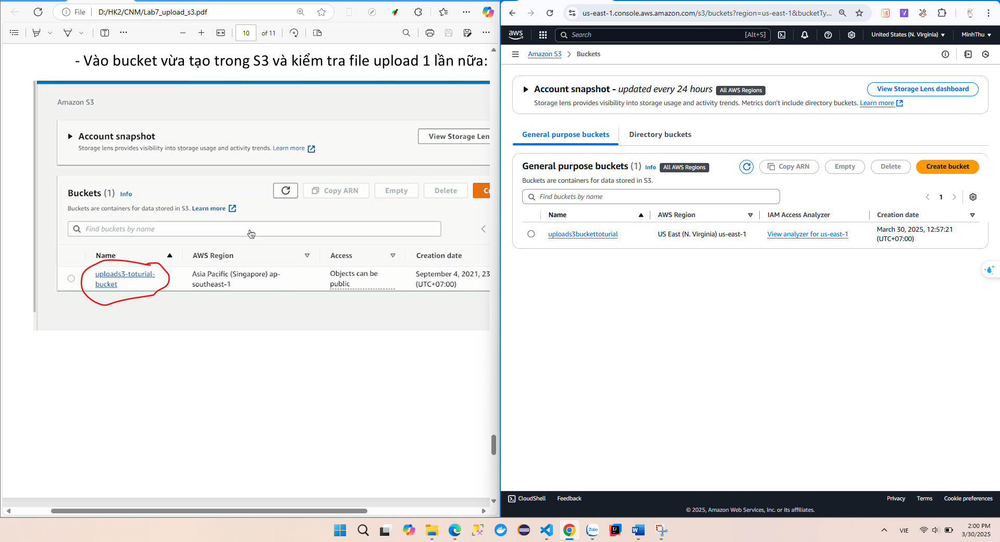 File
D:/HK2/CNM/Lab7_upload_s3.pdf
10
of 11
- Vào bucket vừa tạo trong S3 và kiểm tra file upload 1 lần nữa:
Amazon S3
Account snapshot
View Storage Len
Storage lens provides visibility into storage usage and activity trends. Learn more
Buckets (1) Info
Copy ARN
Empty
Delete
Buckets are containers for data stored in S3. Learn more
Find buckets by name
Name
AWS Region
Access
Creation date
uploads3-toturial-
bucket
Asia Pacific (Singapore) ap-
southeast-1
Objects can be
public
September 4, 2021, 23
(UTC+07:00)
us-east-1.console.aws.amazon.com/s3/buckets?region=us-east-1&bucketTy...
aws
Search
[Alt+S]
United States (N. Virginia)
MinhThu
Amazon S3
Buckets
Account snapshot - updated every 24 hours All AWS Regions
View Storage Lens dashboard
Storage lens provides visibility into storage usage and activity trends. Metrics don't include directory buckets. Learn more
General purpose buckets
Directory buckets
General purpose buckets (1) Info All AWS Regions
Copy ARN
Empty
Delete
Create bucket
Buckets are containers for data stored in S3.
Find buckets by name
1
Name
AWS Region
IAM Access Analyzer
Creation date
uploads3buckettoturial
US East (N. Virginia) us-east-1
View analyzer for us-east-1
March 30, 2025, 12:57:21
(UTC+07:00)
CloudShell
Feedback
Privacy
Terms
Cookie preferences
© 2025, Amazon Web Services, Inc. or its affiliates.
Zalo
VIE
2:00 PM
3/30/2025